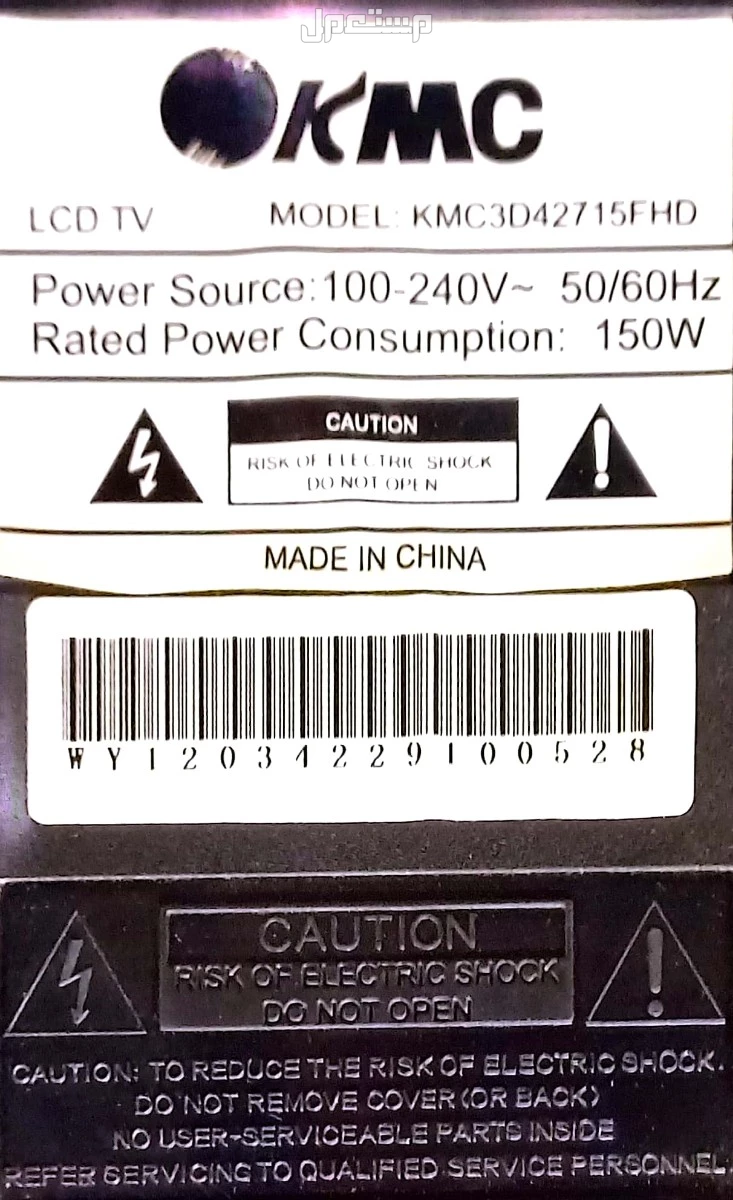 مستعمل
KMC
LCD TV MODEL: KMC3D42715FHD
Power Source:100-240V~ 50/60Hz
Rated Power Consumption: 150W
CAUTION
RISK OF ELECTRIC SHOCK
DO NOT OPEN
MADE IN CHINA
WY12034229100528
CAUTION
RISK OF ELECTRIC SHOCK
DO NOT OPEN
CAUTION: TO REDUCE THE RISK OF ELECTRIC SHOCK.
DO NOT REMOVE COVER(OR BACK)
NO USER-SERVICEABLE PARTS INSIDE
REFER SERVICING TO QUALIFIED SERVICE PERSONNEL.